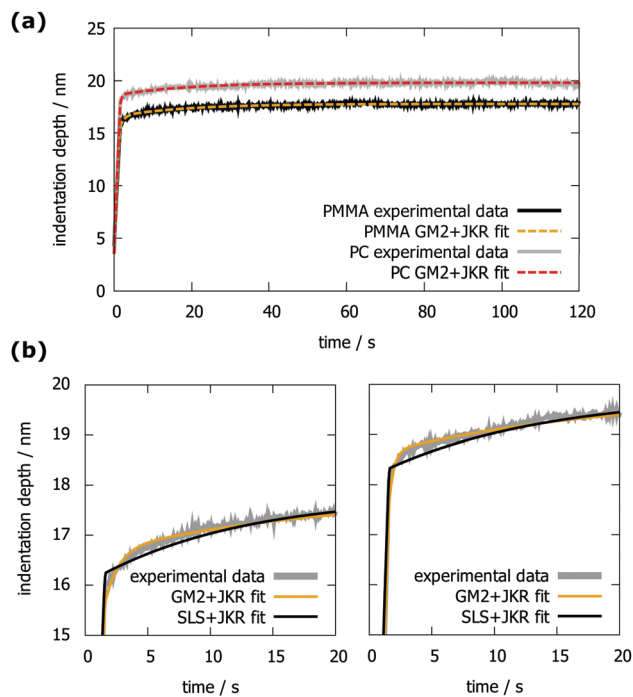 (a)
25
20
15
10
5
0
indentation depth / nm
PMMA experimental data
PMMA GM2+JKR fit
PC experimental data
PC GM2+JKR fit
0 20 40 60 80 100 120
time / s
(b)
20
19
18
17
16
15
indentation depth / nm
experimental data
GM2+JKR fit
SLS+JKR fit
0 5 10 15 20
time / s
experimental data
GM2+JKR fit
SLS+JKR fit
0 5 10 15 20
time / s